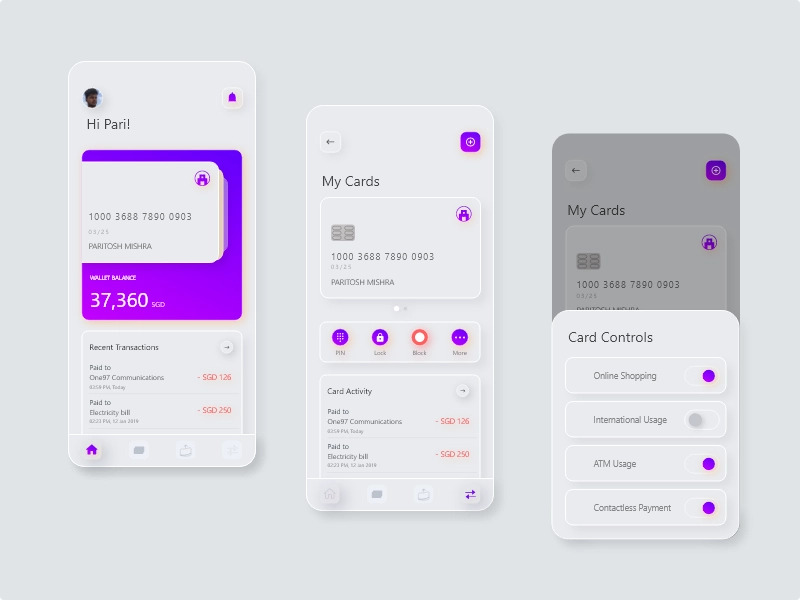 Hi Pari!
1000 3688 7890 0903
03/25
PARITOSH MISHRA
WALLET BALANCE
37,360 SGD
Recent Transactions
Paid to
One97 Communications
- SGD 126
03:59 PM, Today
Paid to
Electricity bill
- SGD 250
02:23 PM, 12 Jan 2019
My Cards
1000 3688 7890 0903
03/25
PARITOSH MISHRA
PIN
Lock
Block
More
Card Activity
Paid to
One97 Communications
- SGD 126
03:59 PM, Today
Paid to
Electricity bill
- SGD 250
02:23 PM, 12 Jan 2019
My Cards
1000 3688 7890 0903
03/25
PARITOSH MISHRA
Card Controls
Online Shopping
International Usage
ATM Usage
Contactless Payment